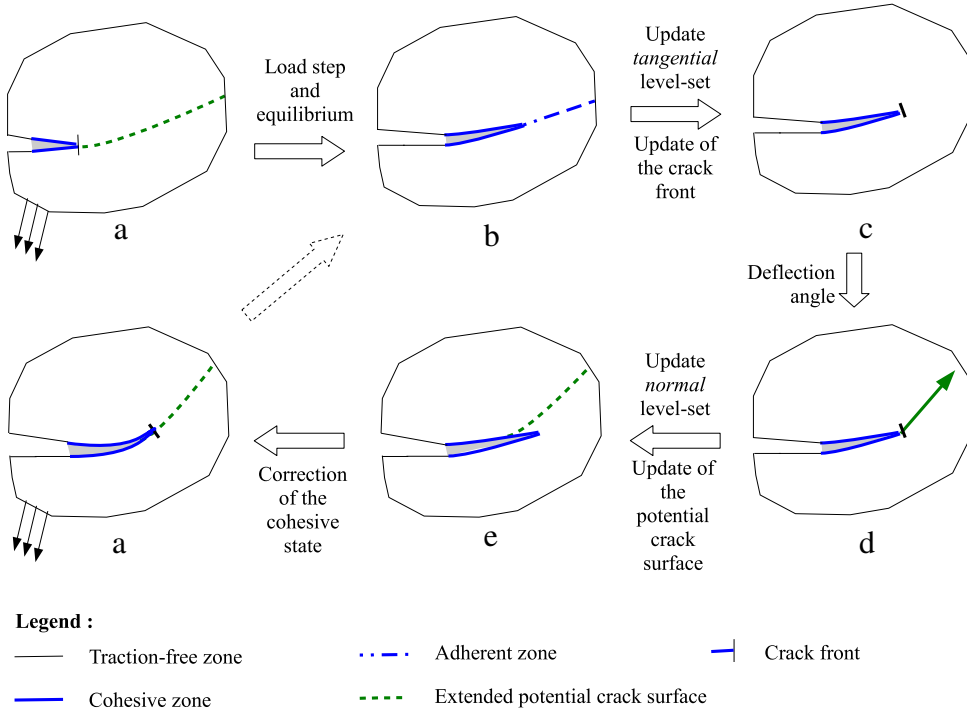 Load step
and
equilibrium
Update
tangential
level-set
Update of
the crack
front
a
b
c
Deflection
angle
Update
normal
level-set
Update of
the
potential
crack
surface
Correction
of the
cohesive
state
a
e
d
Legend :
Traction-free zone
Adherent zone
Crack front
Cohesive zone
Extended potential crack surface